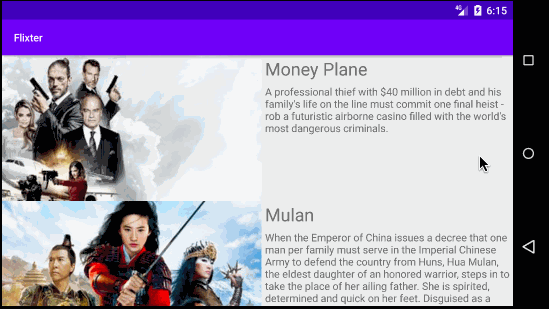 4G 6:15
Flixter
Money Plane
A professional thief with $40 million in debt and his
family's life on the line must commit one final heist -
rob a futuristic airborne casino filled with the world's
most dangerous criminals.
Mulan
When the Emperor of China issues a decree that one
man per family must serve in the Imperial Chinese
Army to defend the country from Huns, Hua Mulan,
the eldest daughter of an honored warrior, steps in to
take the place of her ailing father. She is spirited,
determined and quick on her feet. Disguised as a